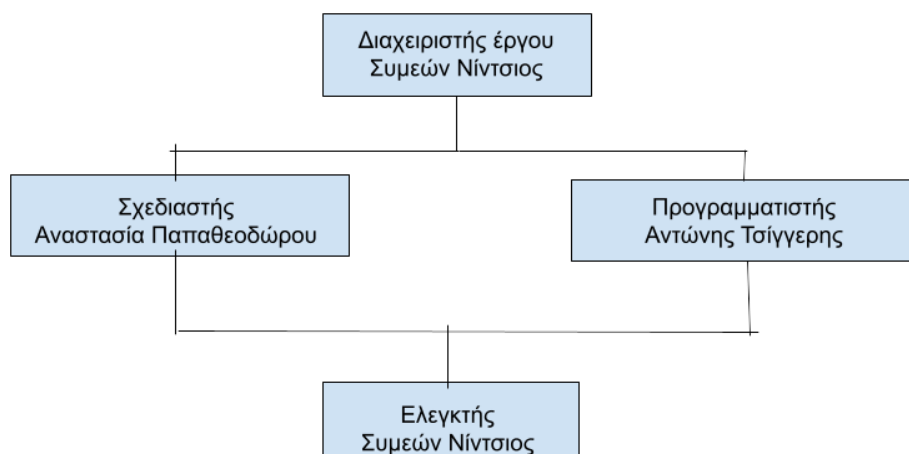 Διαχειριστής έργου
Συμεών Νίντσιος
Σχεδιαστής
Αναστασία Παπαθεοδώρου
Προγραμματιστής
Αντώνης Τσίγγερης
Ελεγκτής
Συμεών Νίντσιος